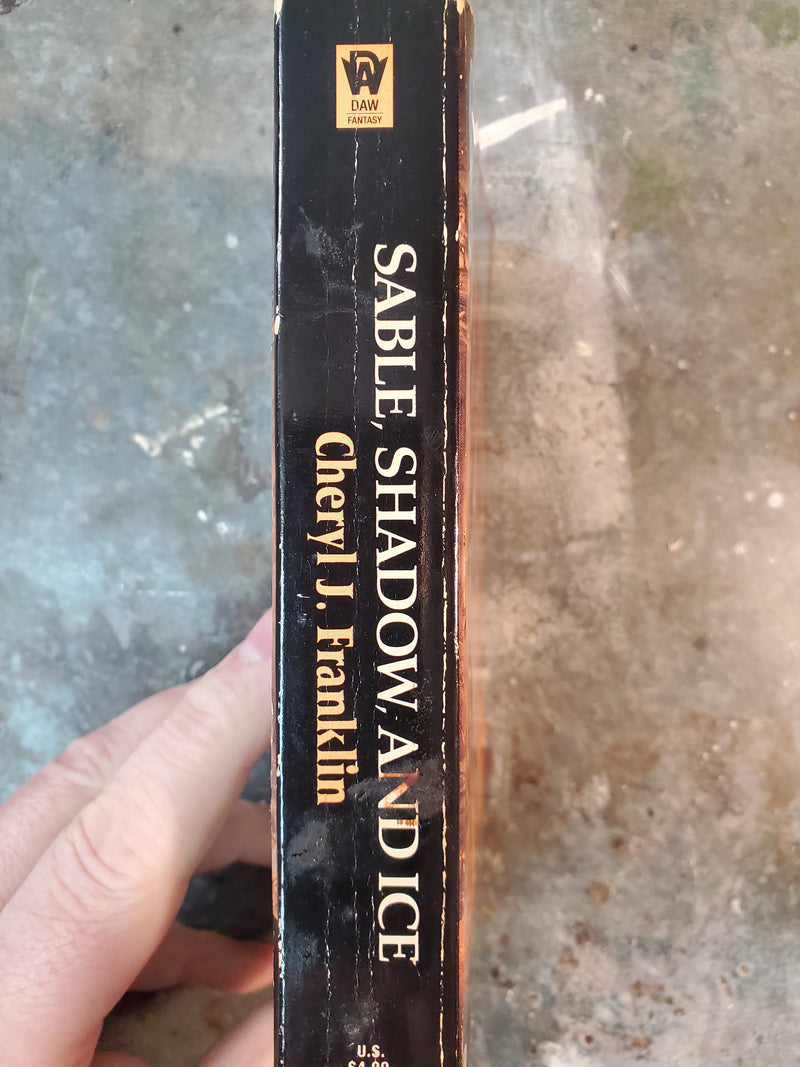 DAW
FANTASY
SABLE, SHADOW, AND ICE
Cheryl J. Franklin
U.S.